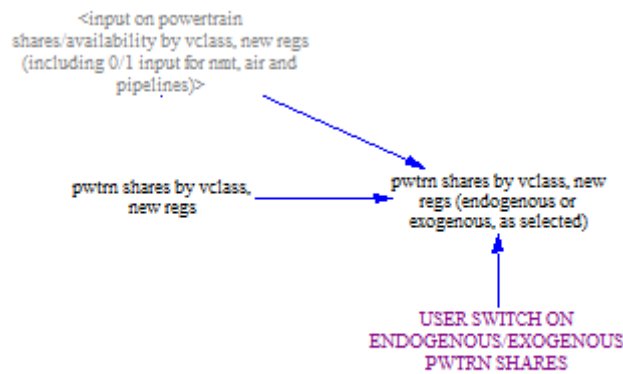 <input on powertrain
shares/availability by vclass, new regs
(including 0/1 input for nmt, air and
pipelines)>
pwtrn shares by vclass,
new regs
pwtrn shares by vclass, new
regs (endogenous or
exogenous, as selected)
USER SWITCH ON
ENDOGENOUS/EXOGENOUS
PWTRN SHARES